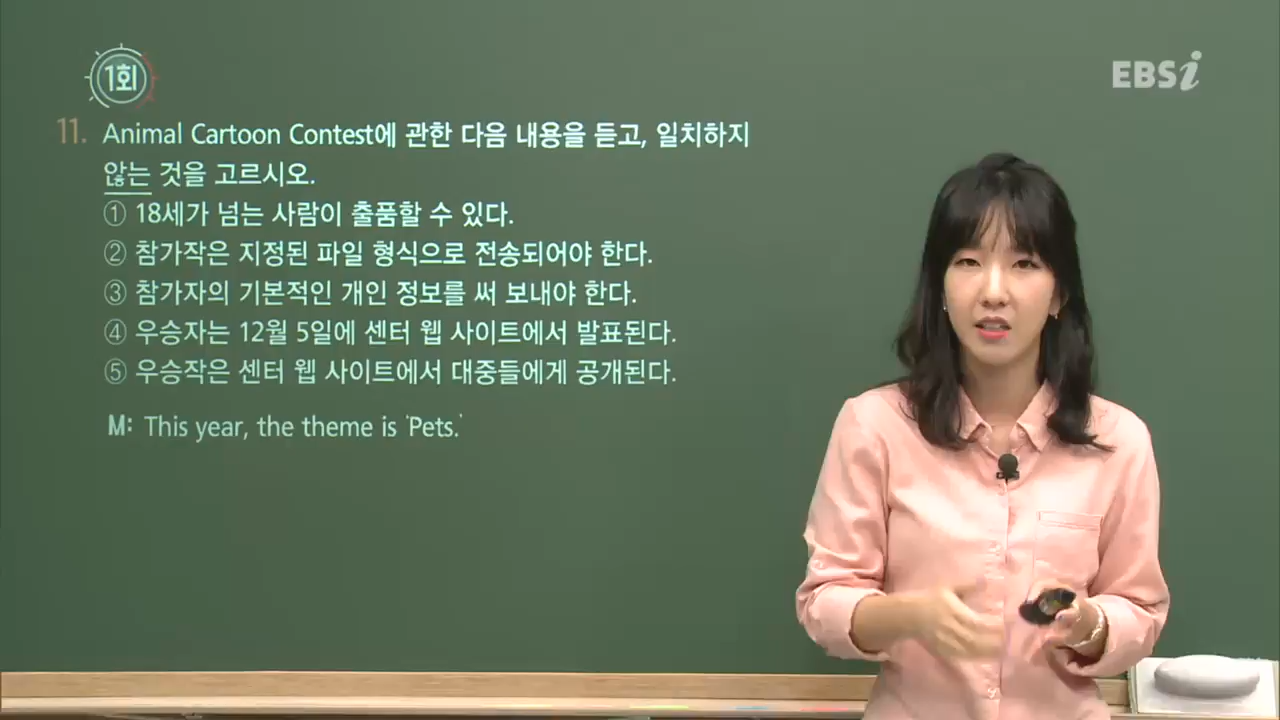 1회
EBSi
11. Animal Cartoon Contest에 관한 다음 내용을 듣고, 일치하지
않는 것을 고르시오.
① 18세가 넘는 사람이 출품할 수 있다.
② 참가작은 지정된 파일 형식으로 전송되어야 한다.
③ 참가자의 기본적인 개인 정보를 써 보내야 한다.
④ 우승자는 12월 5일에 센터 웹 사이트에서 발표된다.
⑤ 우승작은 센터 웹 사이트에서 대중들에게 공개된다.
M: This year, the theme is 'Pets.'